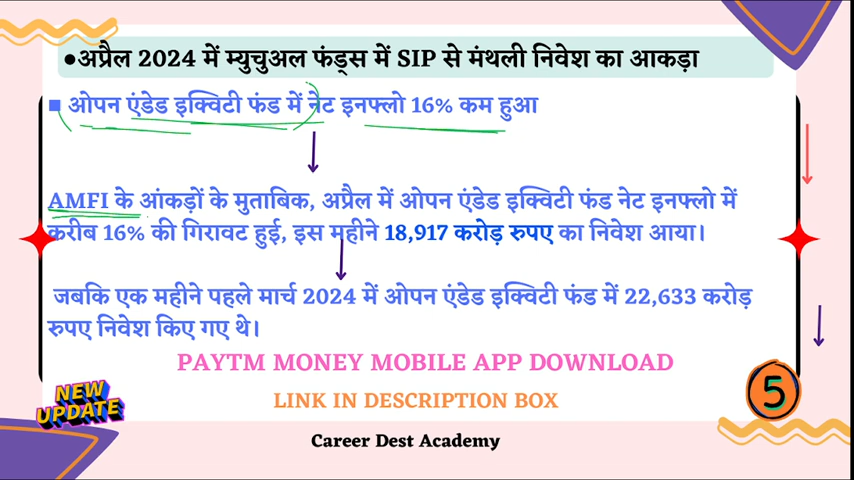 ●अप्रैल 2024 में म्युचुअल फंड्स में SIP से मंथली निवेश का आकड़ा
■ ओपन एंडेड इक्विटी फंड में नेट इनफ्लो 16% कम हुआ
AMFI के आंकड़ों के मुताबिक, अप्रैल में ओपन एंडेड इक्विटी फंड नेट इनफ्लो में
करीब 16% की गिरावट हुई, इस महीने 18,917 करोड़ रुपए का निवेश आया।
जबकि एक महीने पहले मार्च 2024 में ओपन एंडेड इक्विटी फंड में 22,633 करोड़
रुपए निवेश किए गए थे।
PAYTM MONEY MOBILE APP DOWNLOAD
LINK IN DESCRIPTION BOX
NEW
UPDATE
5
Career Dest Academy